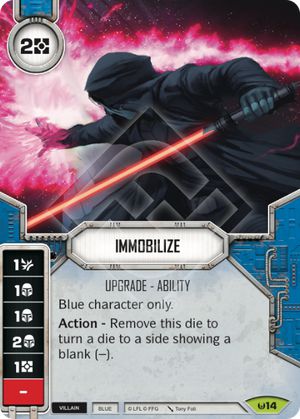 2
IMMOBILIZE
UPGRADE - ABILITY
Blue character only.
Action - Remove this die to
turn a die to a side showing a
blank (–).
1
1
1
2
1
–
VILLAIN
BLUE
© LFL © FFG
Tony Foti
14